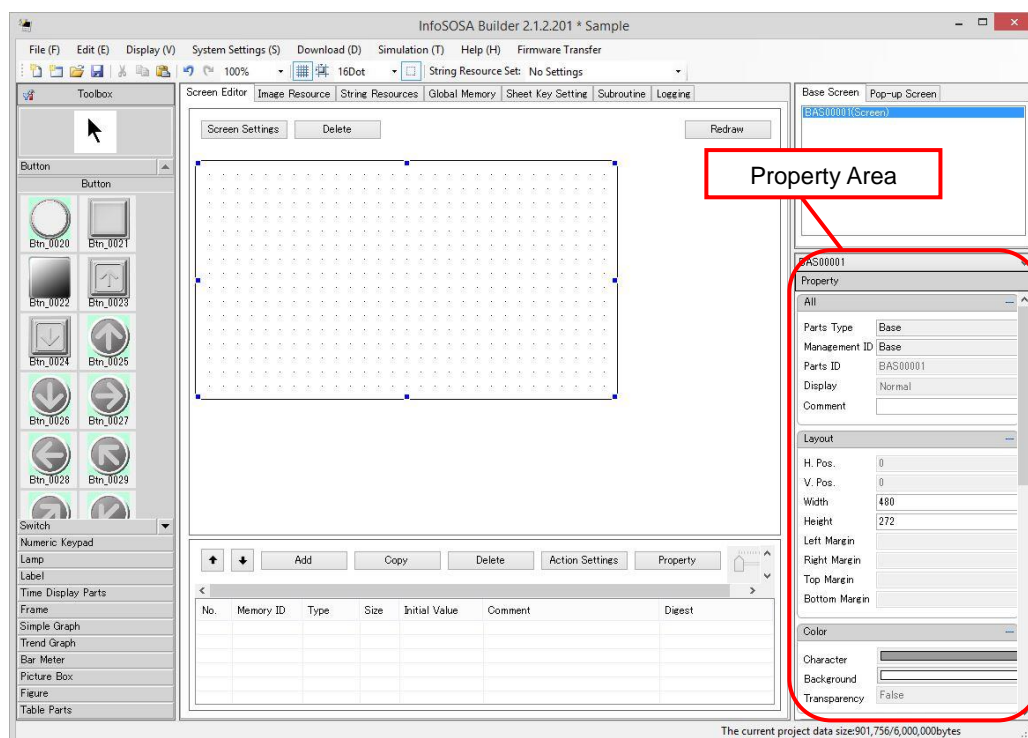 InfoSOSA Builder 2.1.2.201 * Sample
File (F) Edit (E) Display (V) System Settings (S) Download (D) Simulation (T) Help (H) Firmware Transfer
100% 16Dot String Resource Set: No Settings
Toolbox
Screen Editor Image Resource String Resources Global Memory Sheet Key Setting Subroutine Logging
Base Screen Pop-up Screen
BAS00001(Screen)
Screen Settings Delete Redraw
Property Area
Button
Button
Btn_0020 Btn_0021
Btn_0022 Btn_0023
Btn_0024 Btn_0025
Btn_0026 Btn_0027
Btn_0028 Btn_0029
Switch
Numeric Keypad
Lamp
Label
Time Display Parts
Frame
Simple Graph
Trend Graph
Bar Meter
Picture Box
Figure
Table Parts
Add Copy Delete Action Settings Property
No. Memory ID Type Size Initial Value Comment Digest
BAS00001
Property
All
Parts Type Base
Management ID Base
Parts ID BAS00001
Display Normal
Comment
Layout
H. Pos. 0
V. Pos. 0
Width 480
Height 272
Left Margin
Right Margin
Top Margin
Bottom Margin
Color
Character
Background
Transparency False
The current project data size:901,756/6,000,000bytes